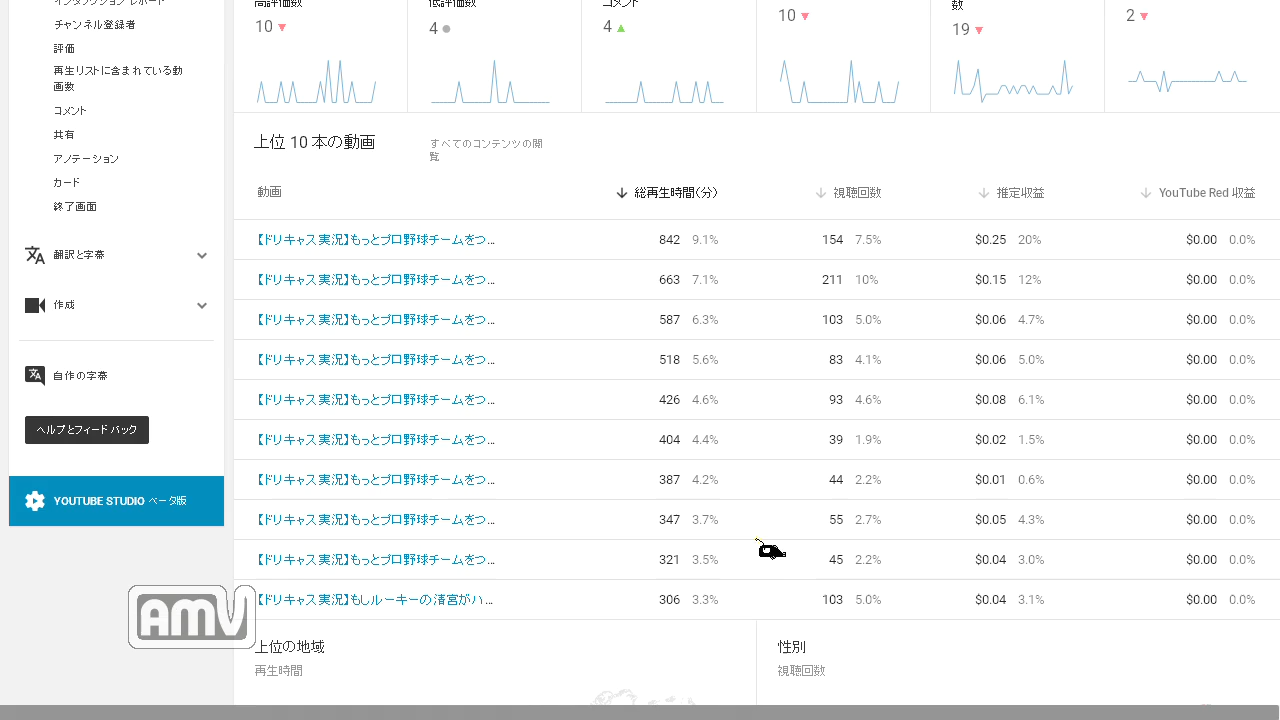 インタラクション レポート
チャンネル登録者
評価
再生リストに含まれている動
画数
コメント
共有
アノテーション
カード
終了画面
翻訳と字幕
作成
自作の字幕
ヘルプとフィードバック
YOUTUBE STUDIO ベータ版
高評価数
10
低評価数
4
コメント
4
10
数
19
2
上位 10 本の動画
すべてのコンテンツの閲
覧
動画 総再生時間(分) 視聴回数 推定収益 YouTube Red 収益
【ドリキャス実況】もっとプロ野球チームをつ... 842 9.1% 154 7.5% $0.25 20% $0.00 0.0%
【ドリキャス実況】もっとプロ野球チームをつ... 663 7.1% 211 10% $0.15 12% $0.00 0.0%
【ドリキャス実況】もっとプロ野球チームをつ... 587 6.3% 103 5.0% $0.06 4.7% $0.00 0.0%
【ドリキャス実況】もっとプロ野球チームをつ... 518 5.6% 83 4.1% $0.06 5.0% $0.00 0.0%
【ドリキャス実況】もっとプロ野球チームをつ... 426 4.6% 93 4.6% $0.08 6.1% $0.00 0.0%
【ドリキャス実況】もっとプロ野球チームをつ... 404 4.4% 39 1.9% $0.02 1.5% $0.00 0.0%
【ドリキャス実況】もっとプロ野球チームをつ... 387 4.2% 44 2.2% $0.01 0.6% $0.00 0.0%
【ドリキャス実況】もっとプロ野球チームをつ... 347 3.7% 55 2.7% $0.05 4.3% $0.00 0.0%
【ドリキャス実況】もっとプロ野球チームをつ... 321 3.5% 45 2.2% $0.04 3.0% $0.00 0.0%
【ドリキャス実況】もしルーキーの清宮がハ... 306 3.3% 103 5.0% $0.04 3.1% $0.00 0.0%
AMV
上位の地域
再生時間
性別
視聴回数